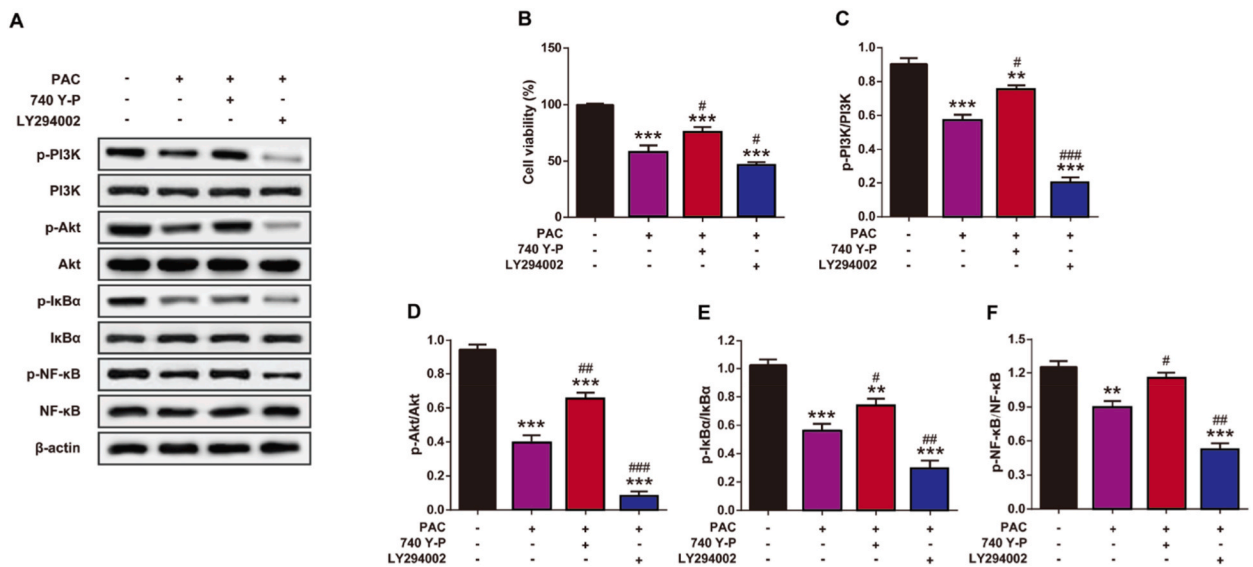 A
PAC - + + +
740 Y-P - - + -
LY294002 - - - +
p-PI3K
PI3K
p-Akt
Akt
p-IκBα
IκBα
p-NF-κB
NF-κB
β-actin
B
Cell viability (%)
150
100
50
0
***
#
***
#
***
PAC - + + +
740 Y-P - - + -
LY294002 - - - +
C
p-PI3K/PI3K
1.0
0.8
0.6
0.4
0.2
0.0
***
#
**
###
***
PAC - + + +
740 Y-P - - + -
LY294002 - - - +
D
p-Akt/Akt
1.0
0.8
0.6
0.4
0.2
0.0
***
##
***
###
***
PAC - + + +
740 Y-P - - + -
LY294002 - - - +
E
p-IκBα/IκBα
1.2
1.0
0.8
0.6
0.4
0.2
0.0
***
#
**
##
***
PAC - + + +
740 Y-P - - + -
LY294002 - - - +
F
p-NF-κB/NF-κB
1.5
1.2
0.9
0.6
0.3
0.0
**
#
##
***
PAC - + + +
740 Y-P - - + -
LY294002 - - - +